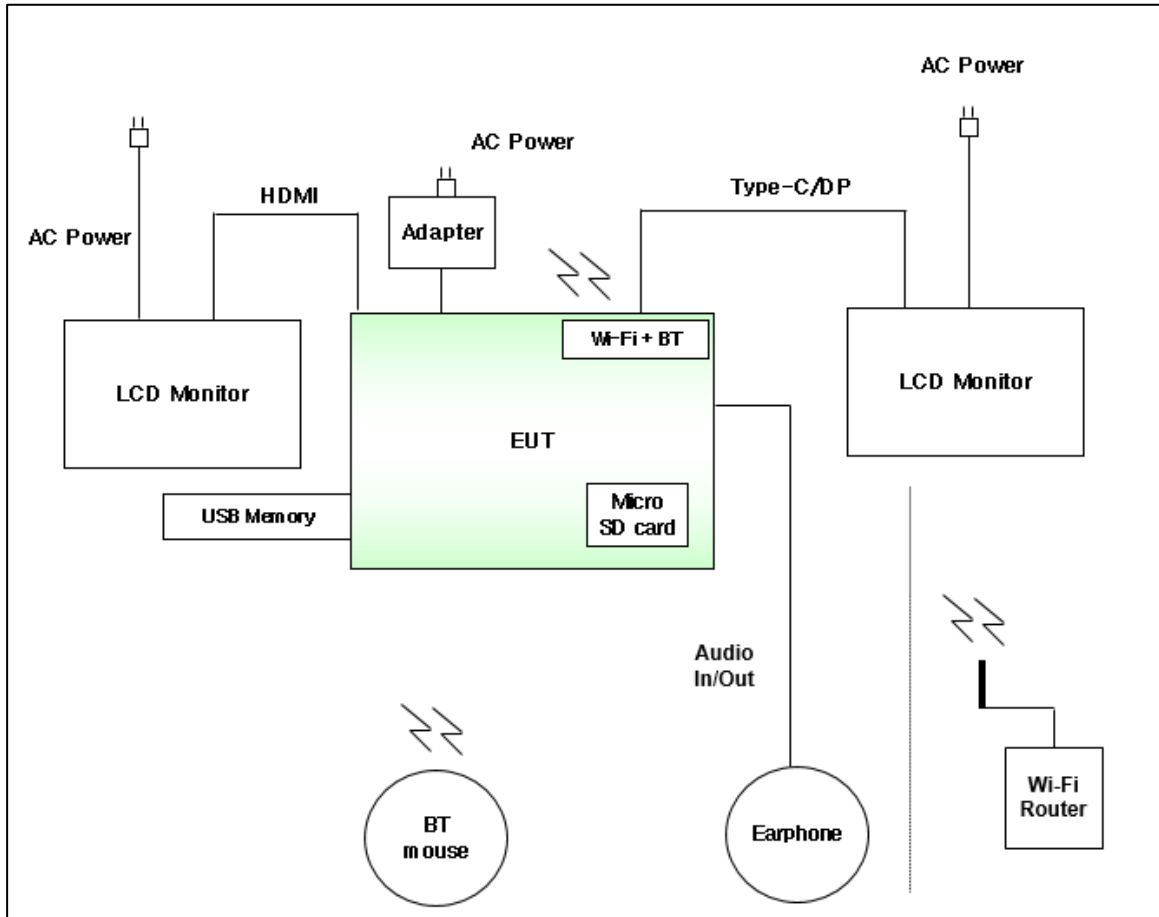 AC Power
AC Power
Type-C/DP
HDMI
Adapter
AC Power
Wi-Fi + BT
LCD Monitor
LCD Monitor
EUT
Micro
SD card
USB Memory
Audio
In/Out
Wi-Fi
Router
BT
mouse
Earphone